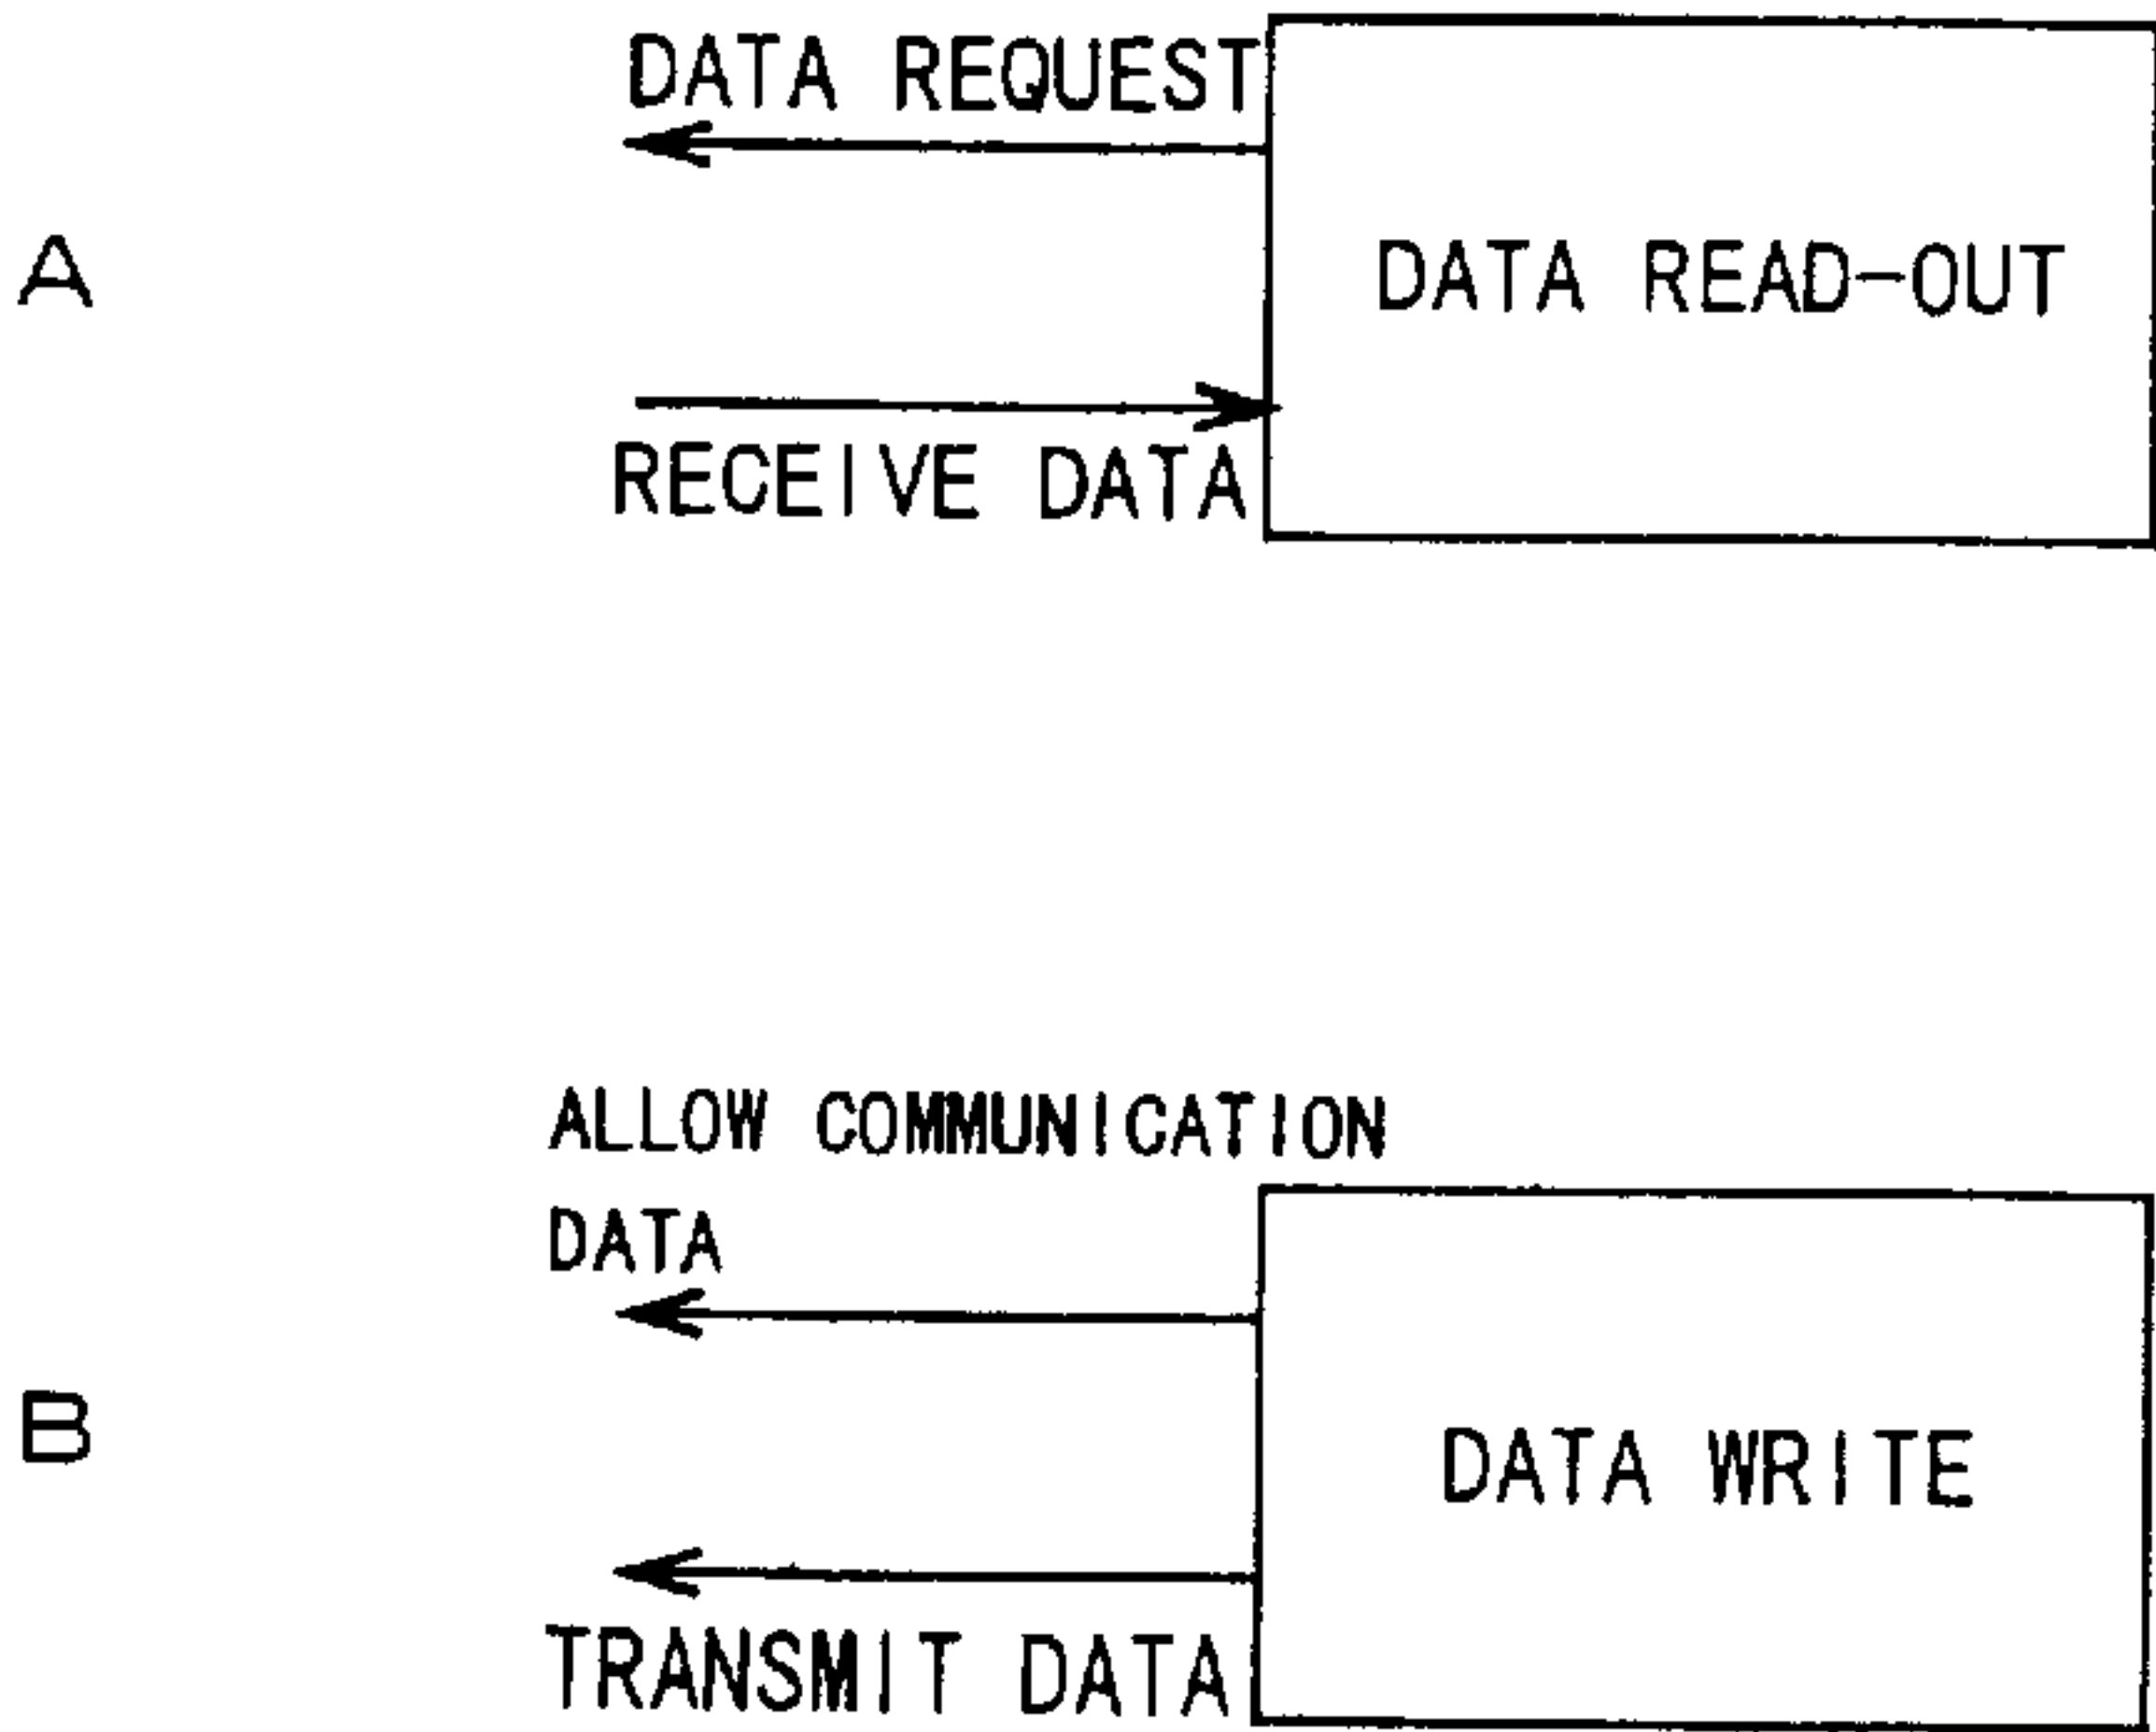 DATA REQUEST
A
DATA READ-OUT
RECEIVE DATA
ALLOW COMMUNICATION
DATA
B
DATA WRITE
TRANSMIT DATA